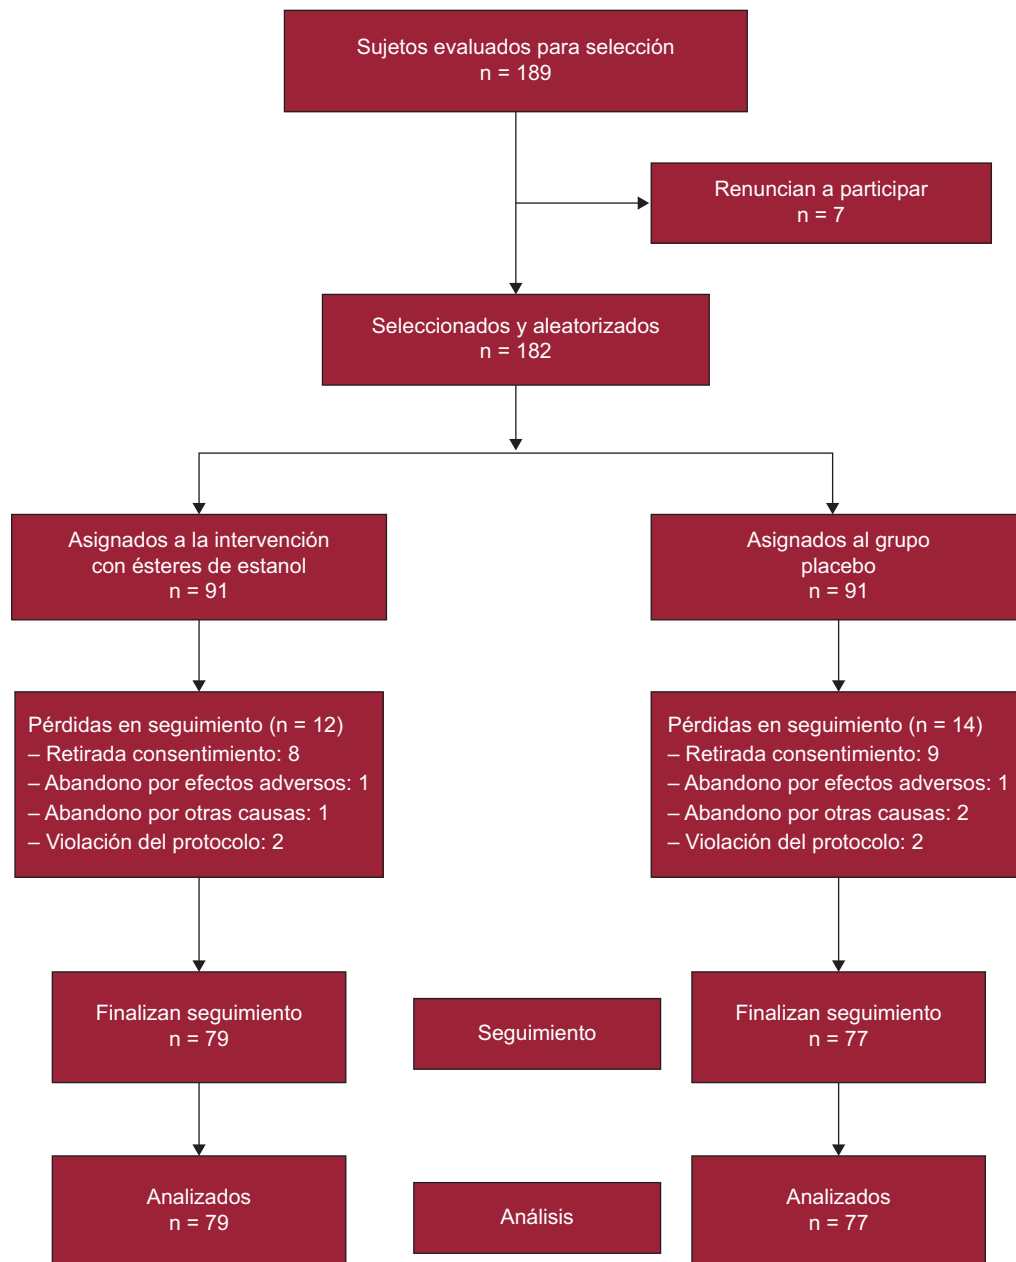 Sujetos evaluados para selección
n = 189
Renuncian a participar
n = 7
Seleccionados y aleatorizados
n = 182
Asignados a la intervención
con ésteres de estanol
n = 91
Asignados al grupo
placebo
n = 91
Pérdidas en seguimiento (n = 12)
– Retirada consentimiento: 8
– Abandono por efectos adversos: 1
– Abandono por otras causas: 1
– Violación del protocolo: 2
Pérdidas en seguimiento (n = 14)
– Retirada consentimiento: 9
– Abandono por efectos adversos: 1
– Abandono por otras causas: 2
– Violación del protocolo: 2
Finalizan seguimiento
n = 79
Seguimiento
Finalizan seguimiento
n = 77
Analizados
n = 79
Análisis
Analizados
n = 77